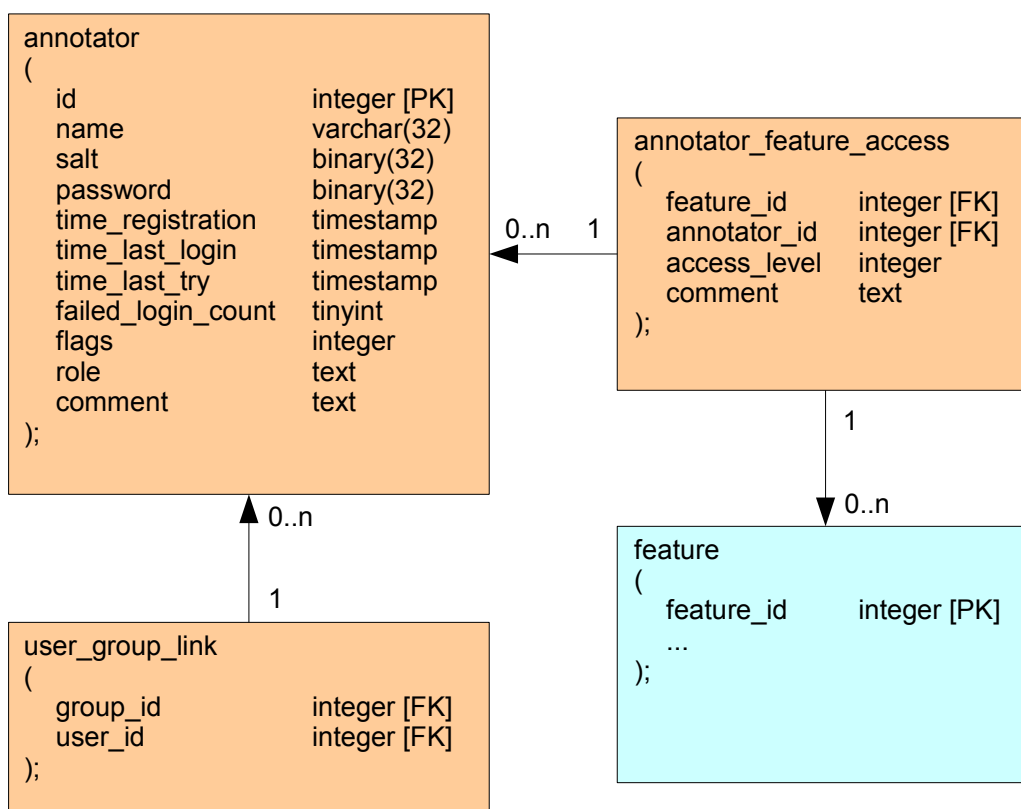 annotator
(
id integer [PK]
name varchar(32)
salt binary(32)
password binary(32)
time_registration timestamp
time_last_login timestamp
time_last_try timestamp
failed_login_count tinyint
flags integer
role text
comment text
);
annotator_feature_access
(
feature_id integer [FK]
annotator_id integer [FK]
access_level integer
comment text
);
0..n 1
1
0..n
0..n
1
feature
(
feature_id integer [PK]
...
);
user_group_link
(
group_id integer [FK]
user_id integer [FK]
);